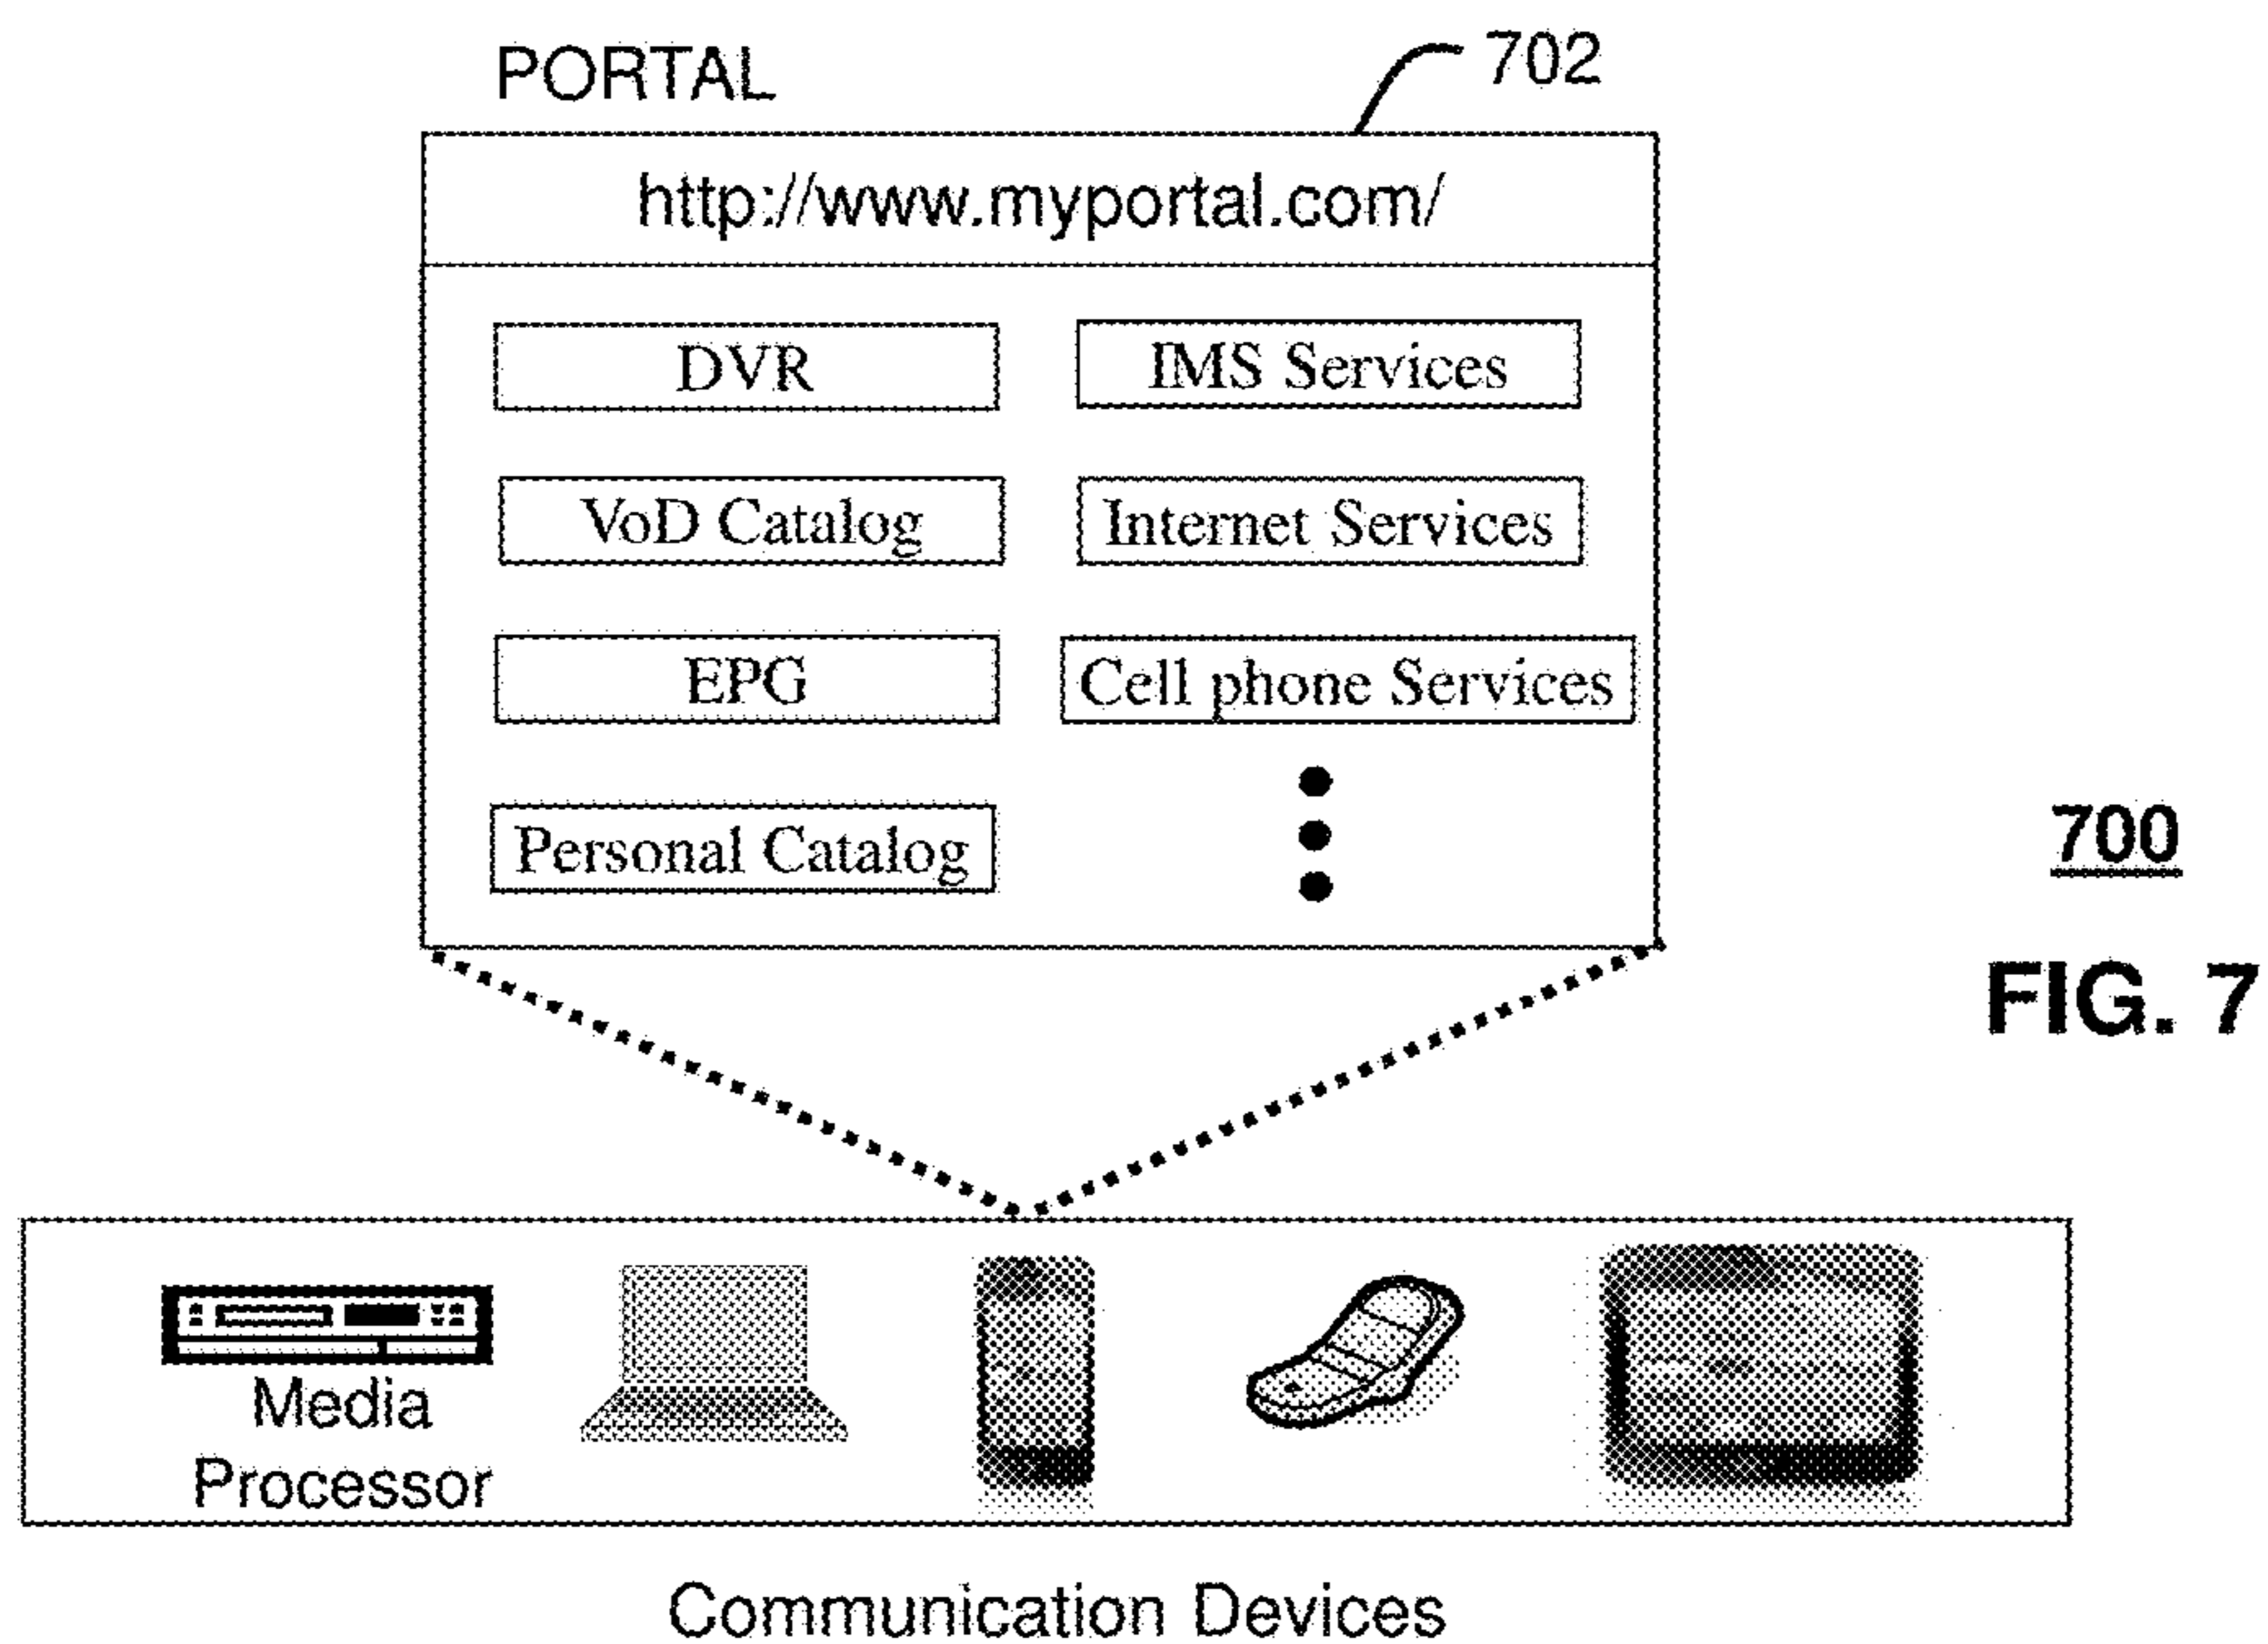 PORTAL
702
http://www.myportal.com/
DVR
IMS Services
VoD Catalog
Internet Services
EPG
Cell phone Services
Personal Catalog
700
FIG. 7
Media
Processor
Communication Devices